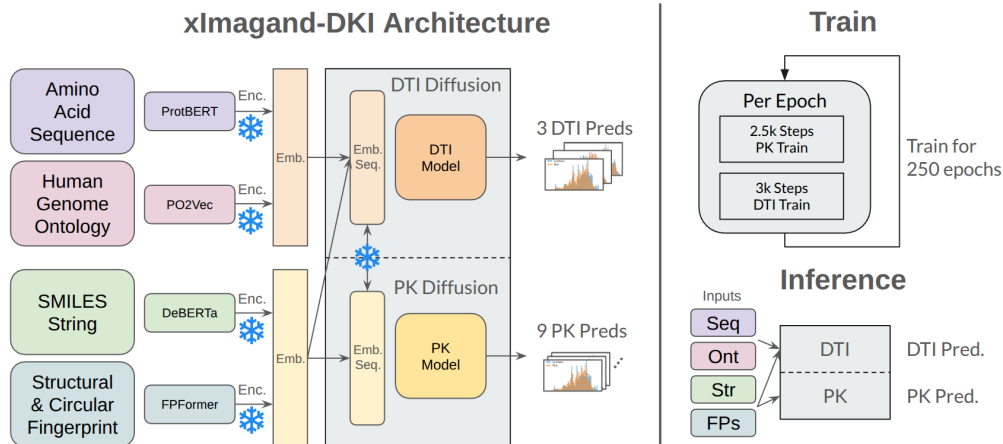 xImagand-DKI Architecture
Amino
Acid
Sequence
ProtBERT
Enc.
Human
Genome
Ontology
PO2Vec
Enc.
Emb.
SMILES
String
DeBERTa
Enc.
Structural
& Circular
Fingerprint
FPFormer
Enc.
Emb.
DTI Diffusion
Emb.
Seq.
DTI
Model
3 DTI Preds
PK Diffusion
Emb.
Seq.
PK
Model
9 PK Preds
Train
Per Epoch
2.5k Steps
PK Train
3k Steps
DTI Train
Train for
250 epochs
Inference
Inputs
Seq
Ont
Str
FPs
DTI
PK
DTI Pred.
PK Pred.